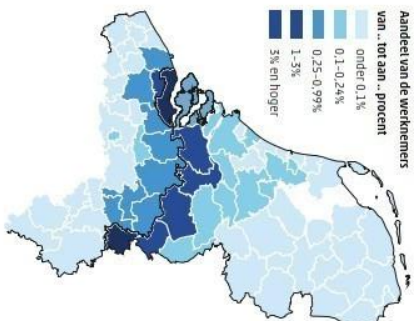 Aandeel van de werknemers
van .. tot aan .. procent
onder 0,1%
0,1-0,24%
0,25-0,99%
1-3%
3% en hoger